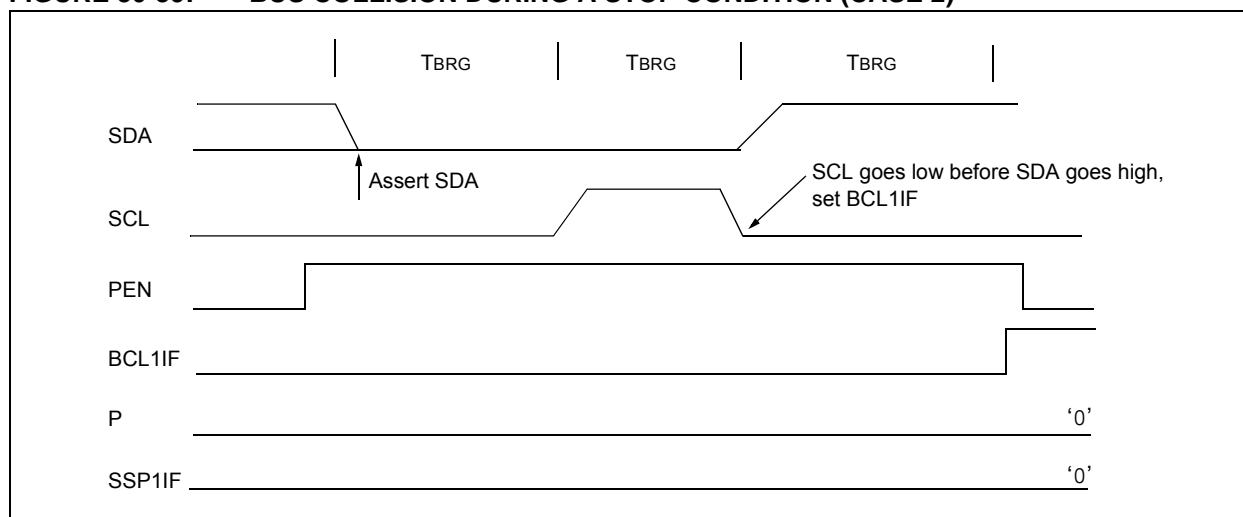 TBRG TBRG TBRG
SDA
Assert SDA
SCL goes low before SDA goes high,
set BCL1IF
SCL
PEN
BCL1IF
P
‘0’
SSP1IF
‘0’